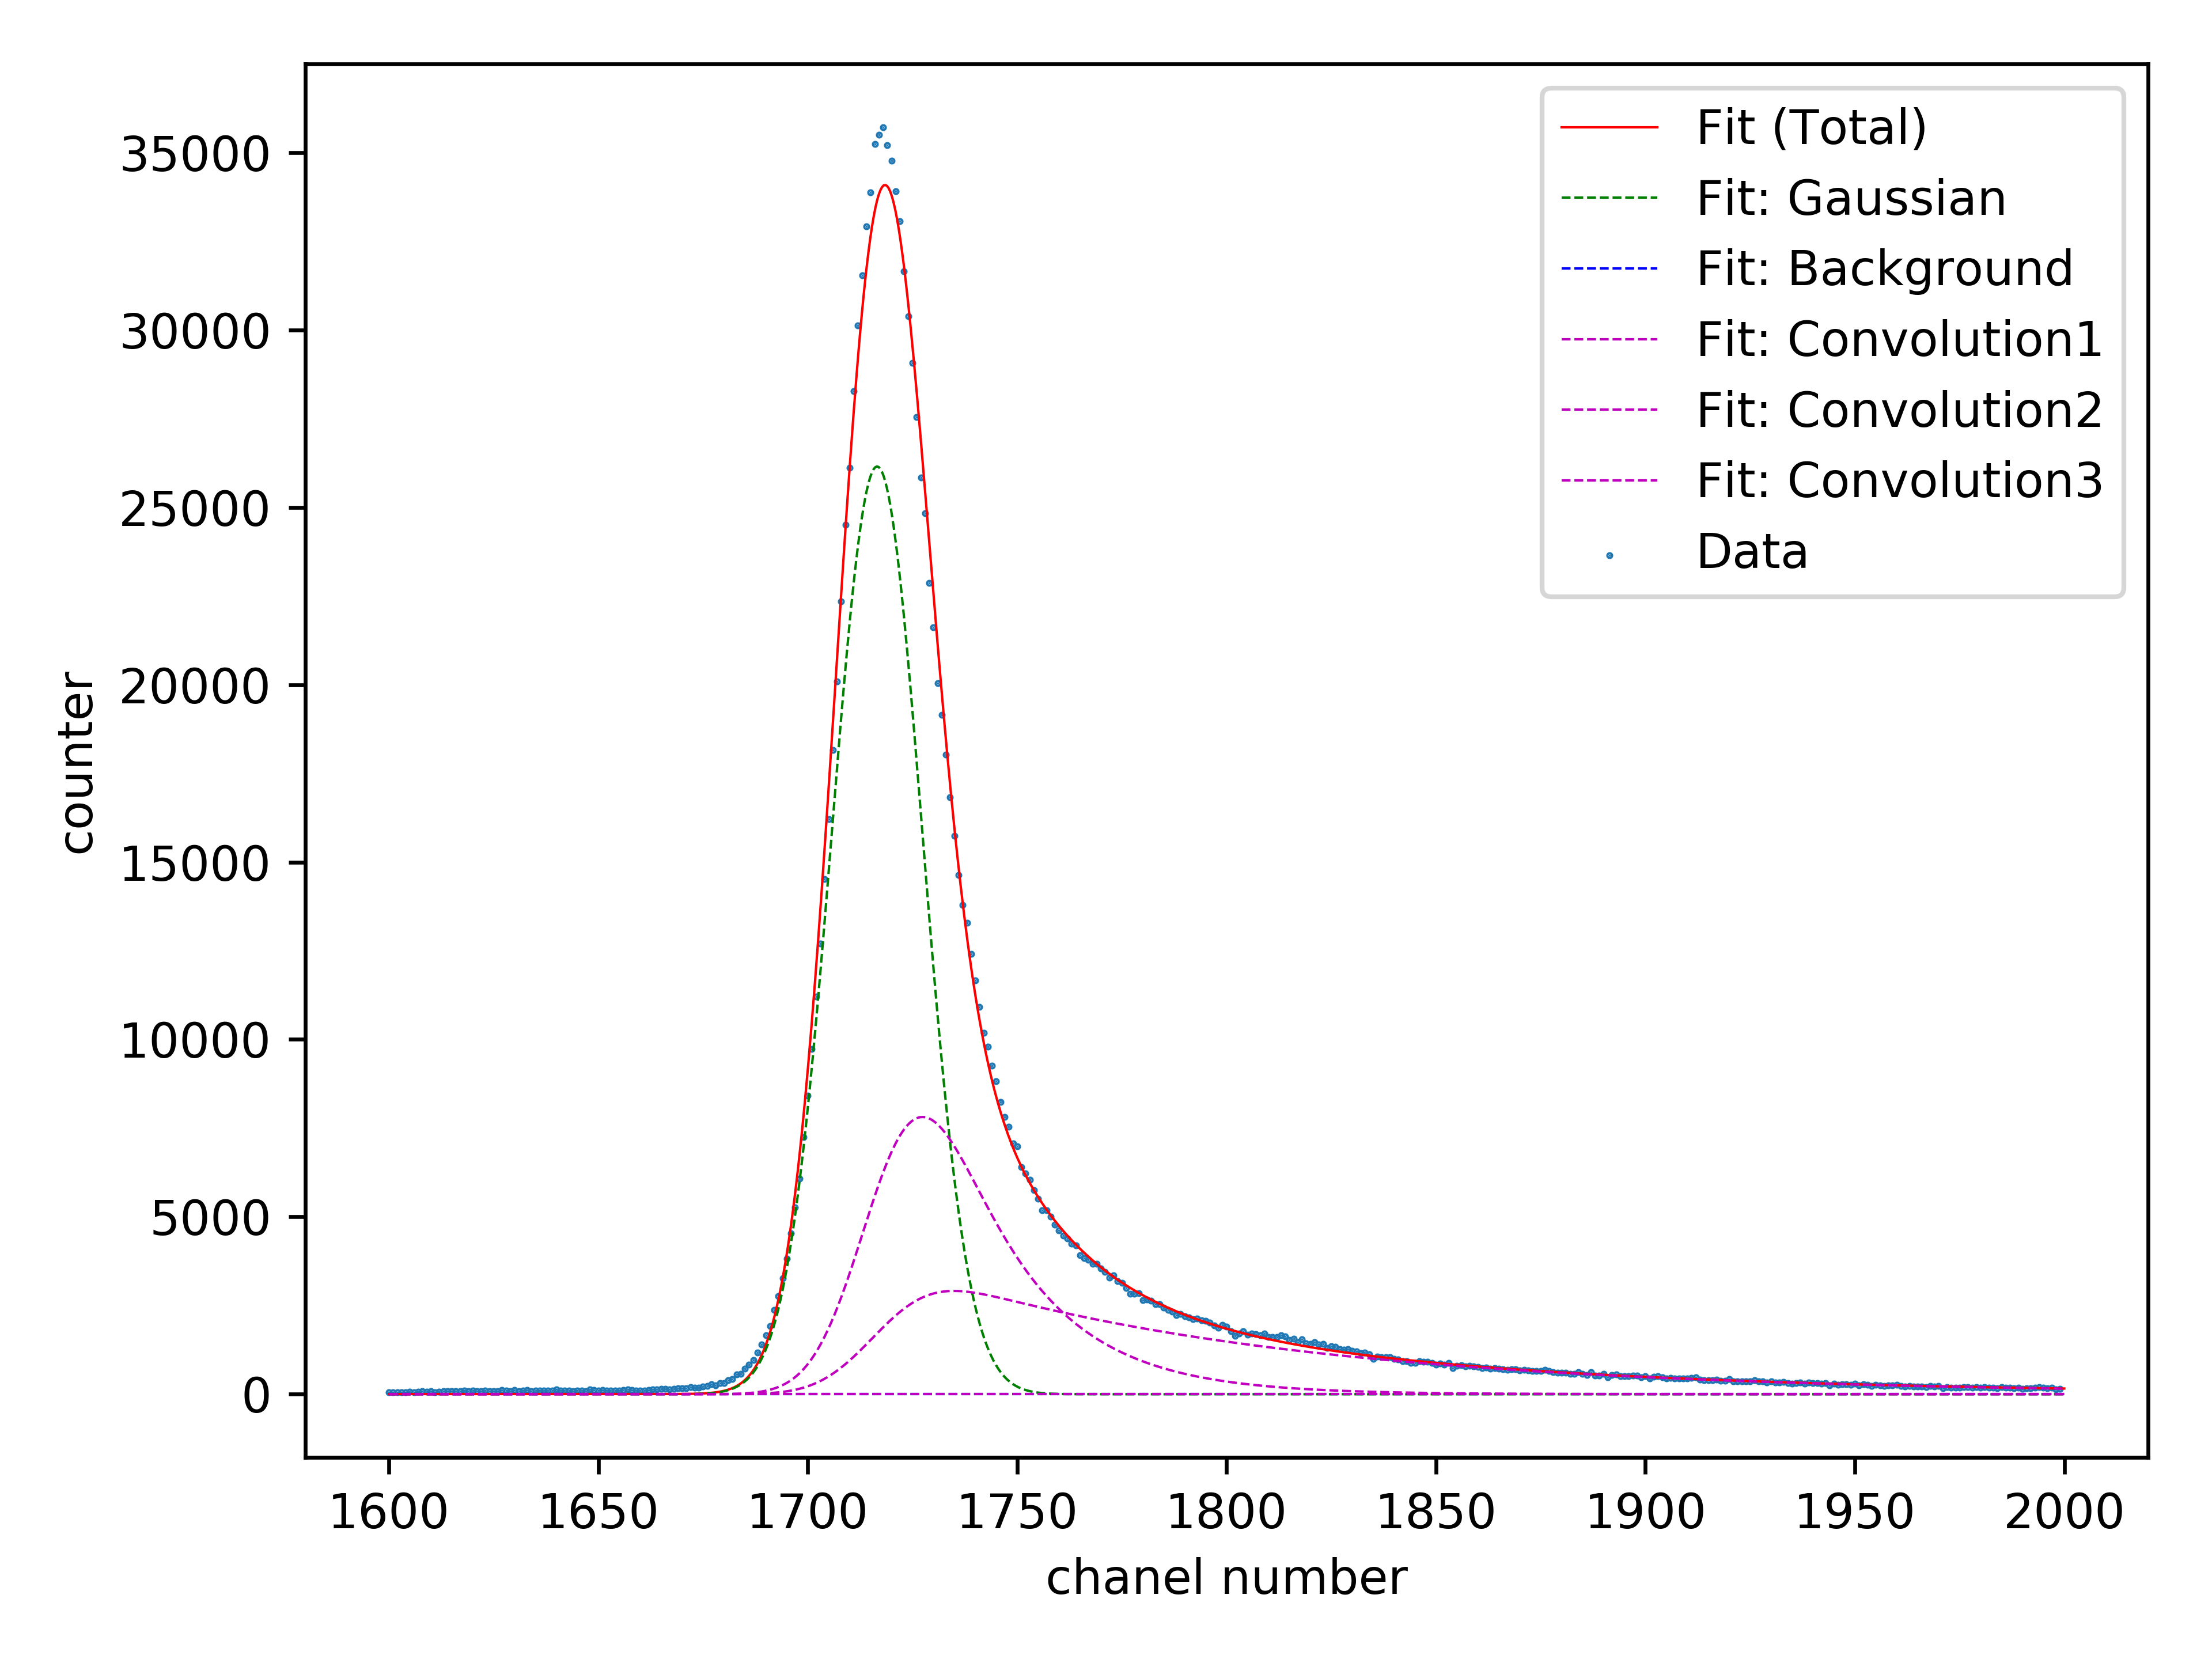 35000
30000
25000
20000
15000
10000
5000
0
counter
1600 1650 1700 1750 1800 1850 1900 1950 2000
chanel number
Fit (Total)
Fit: Gaussian
Fit: Background
Fit: Convolution1
Fit: Convolution2
Fit: Convolution3
Data